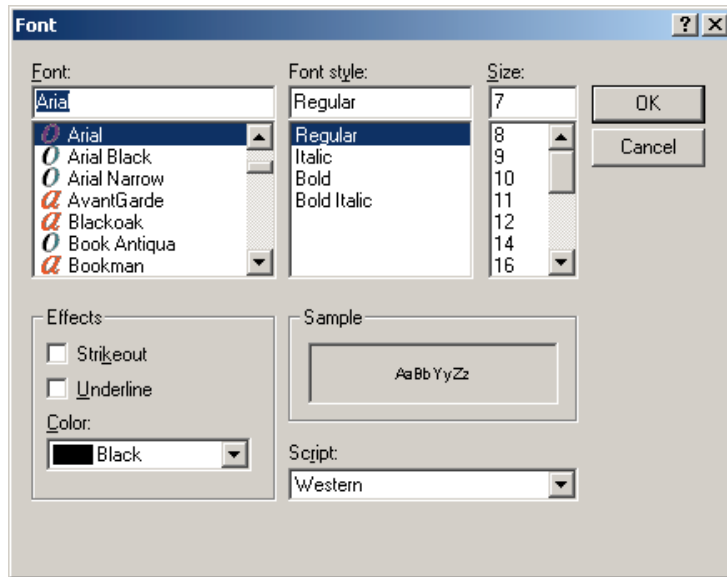 Font
Font:
Arial
Arial
Arial Black
Arial Narrow
AvantGarde
Blackoak
Book Antiqua
Bookman
Font style:
Regular
Regular
Italic
Bold
Bold Italic
Size:
7
8
9
10
11
12
14
16
OK
Cancel
Effects
Strikeout
Underline
Color:
Black
Sample
AaBbYyZz
Script:
Western